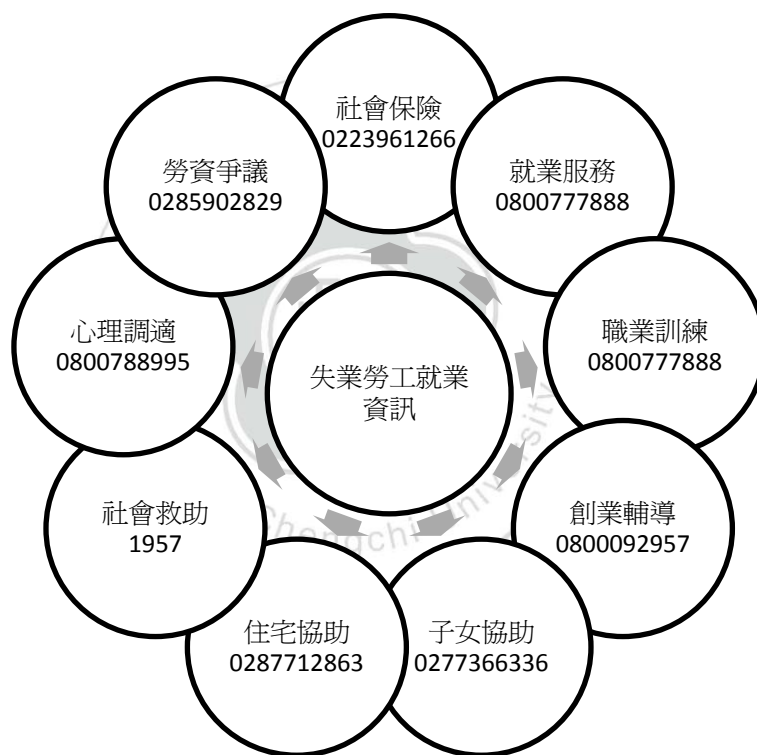 社會保險
0223961266
就業服務
0800777888
職業訓練
0800777888
創業輔導
0800092957
子女協助
0277366336
住宅協助
0287712863
社會救助
1957
心理調適
0800788995
勞資爭議
0285902829
失業勞工就業
資訊
Chengchi University